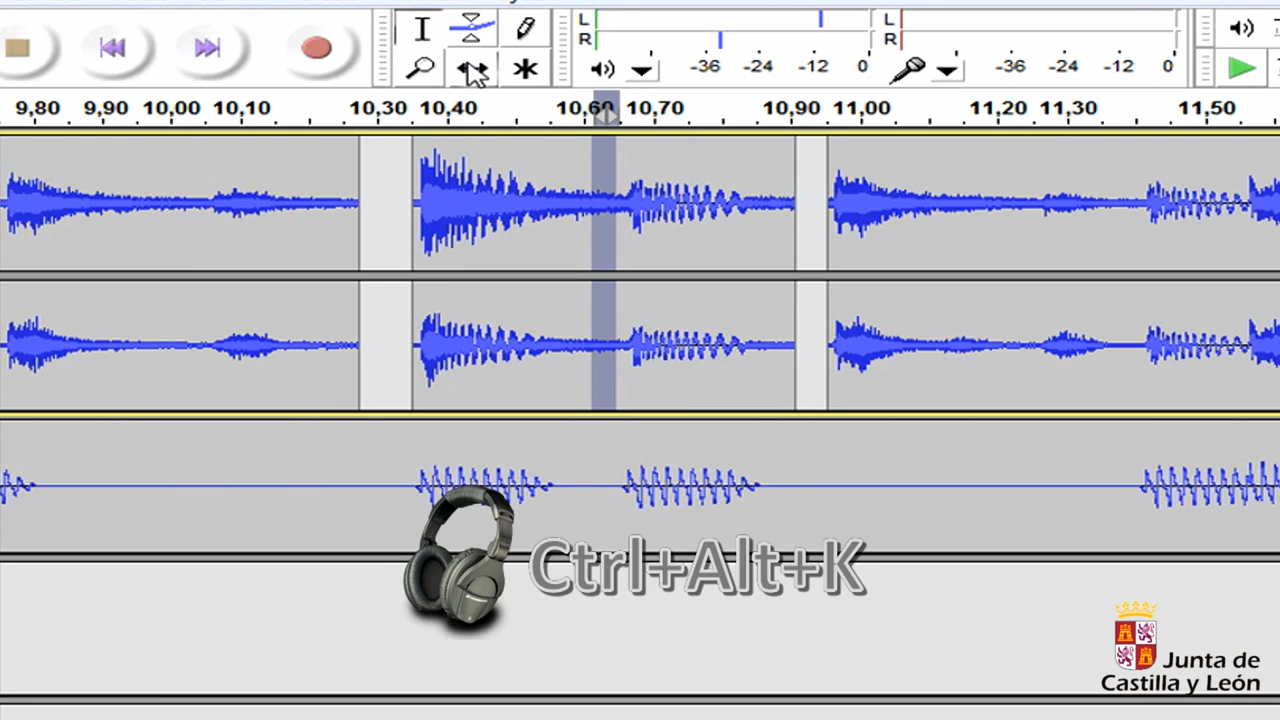 L
R
-36 -24 -12 0
L
R
-36 -24 -12 0
9,80 9,90 10,00 10,10 10,30 10,40 10,60 10,70 10,90 11,00 11,20 11,30 11,50
Ctrl+Alt+K
Junta de
Castilla y León